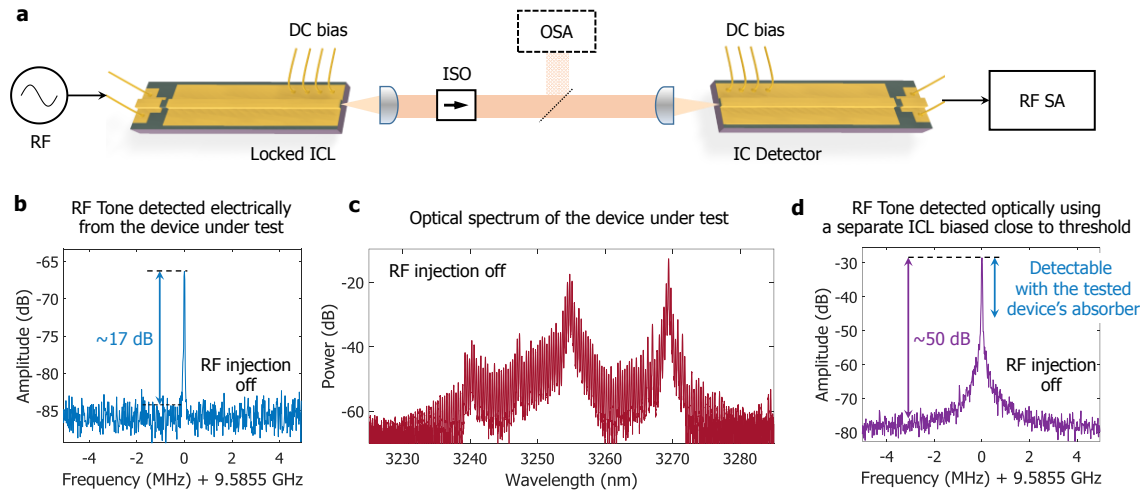 a
OSA
DC bias
DC bias
ISO
RF
Locked ICL
IC Detector
RF SA
b
RF Tone detected electrically
from the device under test
-65
-70
-75
-80
-85
Amplitude (dB)
~17 dB
RF injection
off
-4
-2
0
2
4
Frequency (MHz) + 9.5855 GHz
c
Optical spectrum of the device under test
RF injection off
-20
-40
-60
Power (dB)
3230
3240
3250
3260
3270
3280
Wavelength (nm)
d
RF Tone detected optically using
a separate ICL biased close to threshold
-30
-40
-50
-60
-70
-80
Amplitude (dB)
Detectable
with the tested
device's absorber
~50 dB
RF injection
off
-4
-2
0
2
4
Frequency (MHz) + 9.5855 GHz